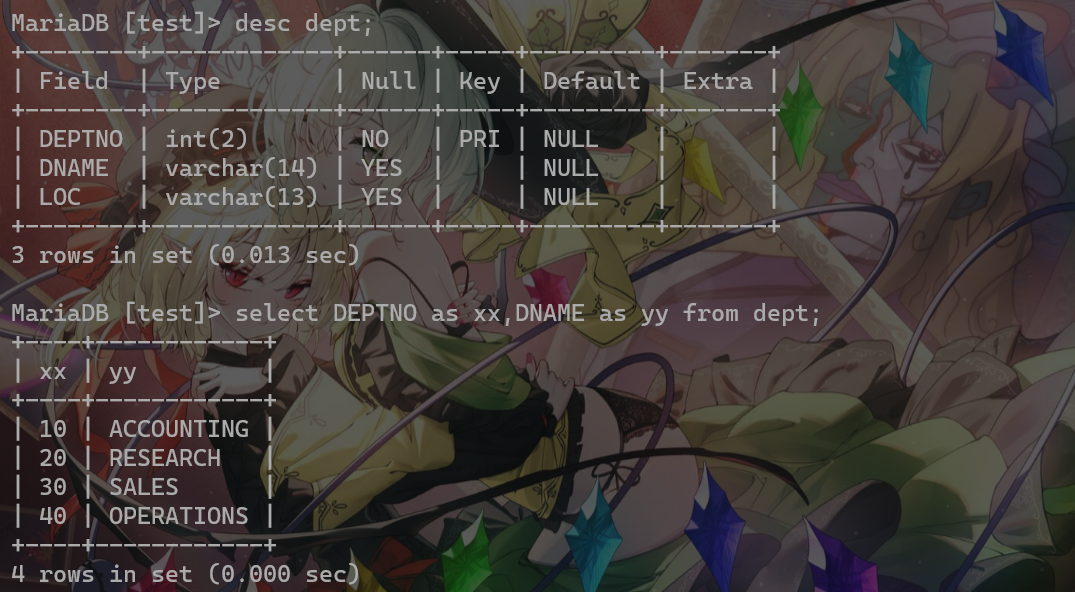 MariaDB [test]> desc dept;
+--------+-------------+------+-----+---------+-------+
| Field  | Type        | Null | Key | Default | Extra |
+--------+-------------+------+-----+---------+-------+
| DEPTNO | int(2)      | NO   | PRI | NULL    |       |
| DNAME  | varchar(14) | YES  |     | NULL    |       |
| LOC    | varchar(13) | YES  |     | NULL    |       |
+--------+-------------+------+-----+---------+-------+
3 rows in set (0.013 sec)
MariaDB [test]> select DEPTNO as xx,DNAME as yy from dept;
+----+------------+
| xx | yy         |
+----+------------+
| 10 | ACCOUNTING |
| 20 | RESEARCH   |
| 30 | SALES      |
| 40 | OPERATIONS |
+----+------------+
4 rows in set (0.000 sec)